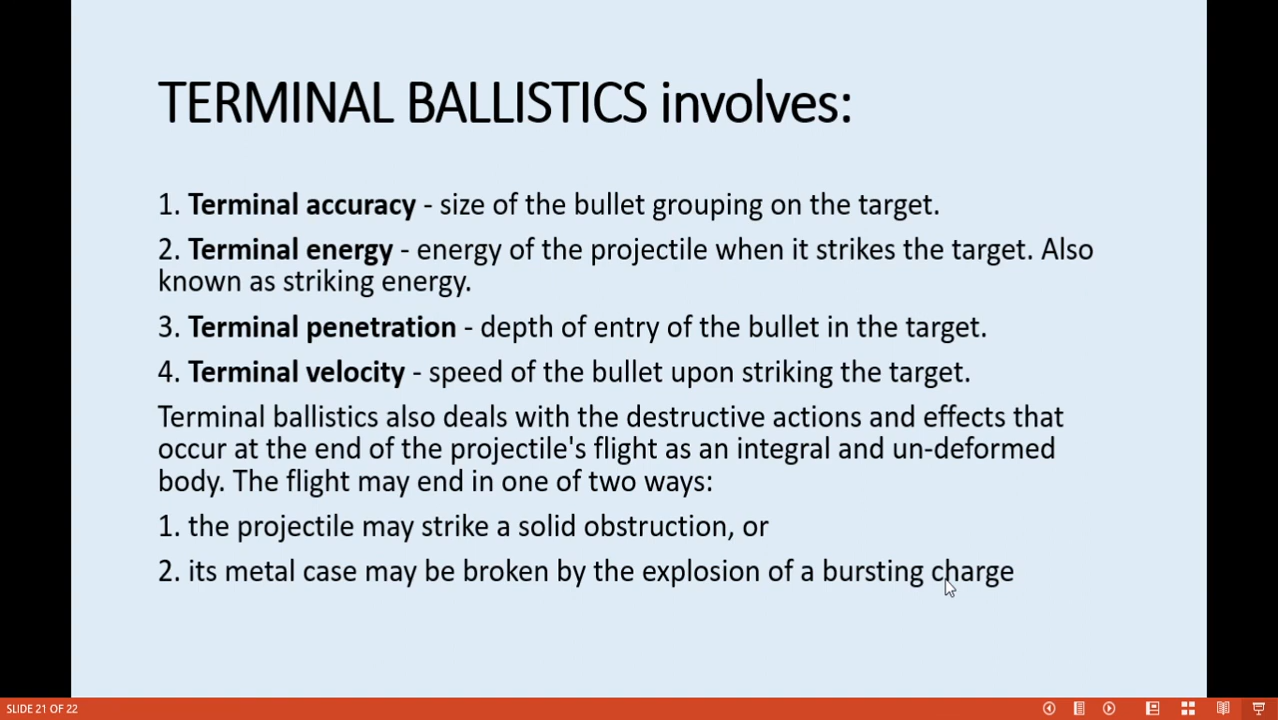 TERMINAL BALLISTICS involves:
1. Terminal accuracy - size of the bullet grouping on the target.
2. Terminal energy - energy of the projectile when it strikes the target. Also
known as striking energy.
3. Terminal penetration - depth of entry of the bullet in the target.
4. Terminal velocity - speed of the bullet upon striking the target.
Terminal ballistics also deals with the destructive actions and effects that
occur at the end of the projectile's flight as an integral and un-deformed
body. The flight may end in one of two ways:
1. the projectile may strike a solid obstruction, or
2. its metal case may be broken by the explosion of a bursting charge
SLIDE 21 OF 22